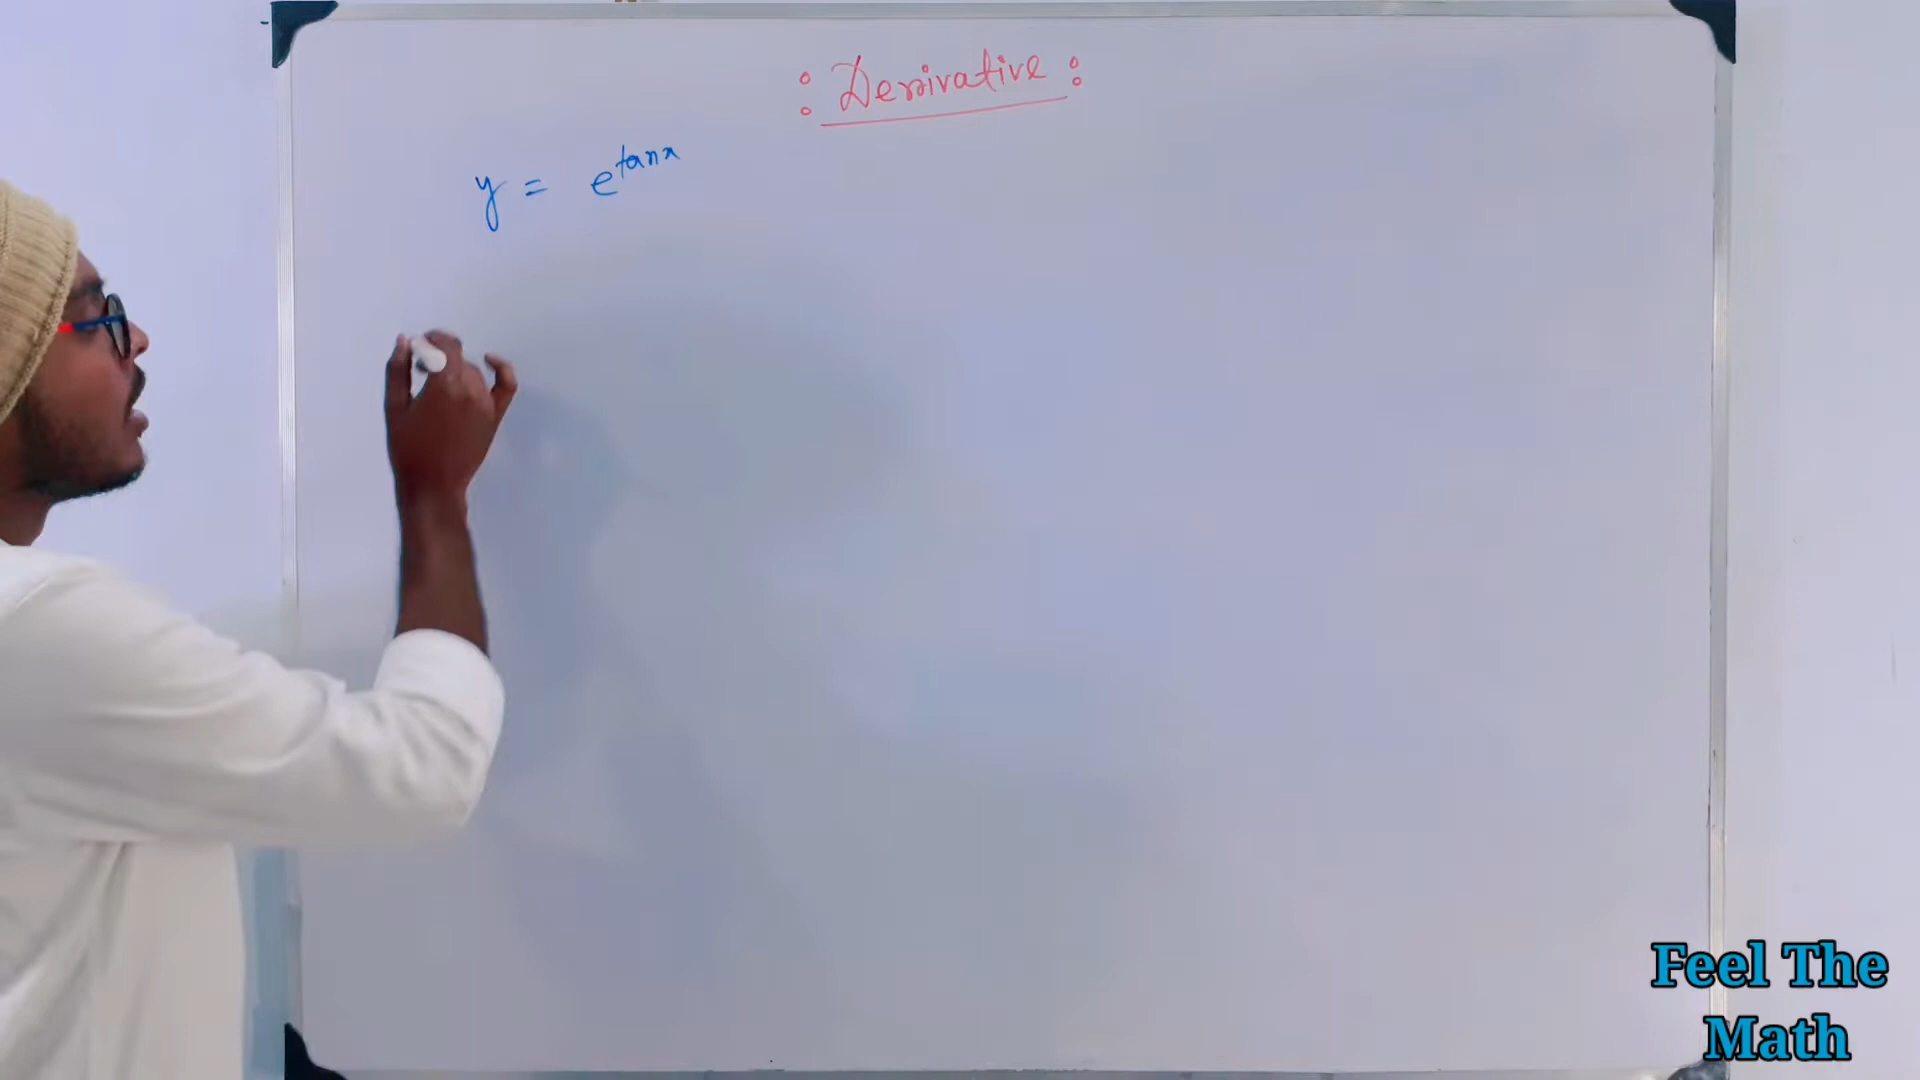 : Derivative :
y = e^tanx
Feel The
Math